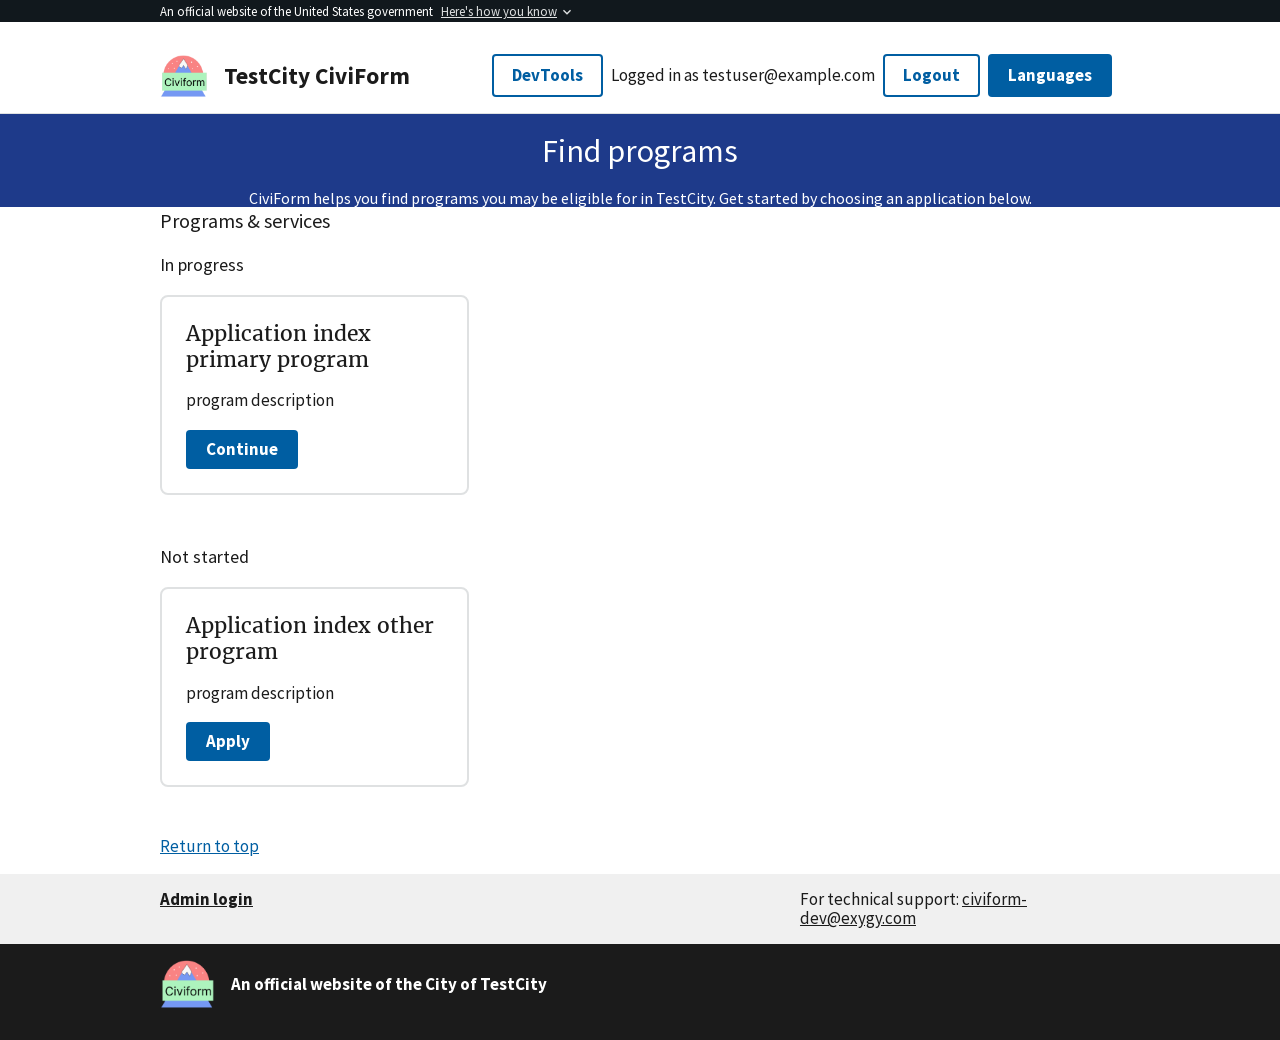 An official website of the United States government Here's how you know
Civiform
TestCity CiviForm
DevTools Logged in as testuser@example.com Logout Languages
Find programs
CiviForm helps you find programs you may be eligible for in TestCity. Get started by choosing an application below.
Programs & services
In progress
Application index
primary program
program description
Continue
Not started
Application index other
program
program description
Apply
Return to top
Admin login
For technical support: civiform-
dev@exygy.com
Civiform
An official website of the City of TestCity